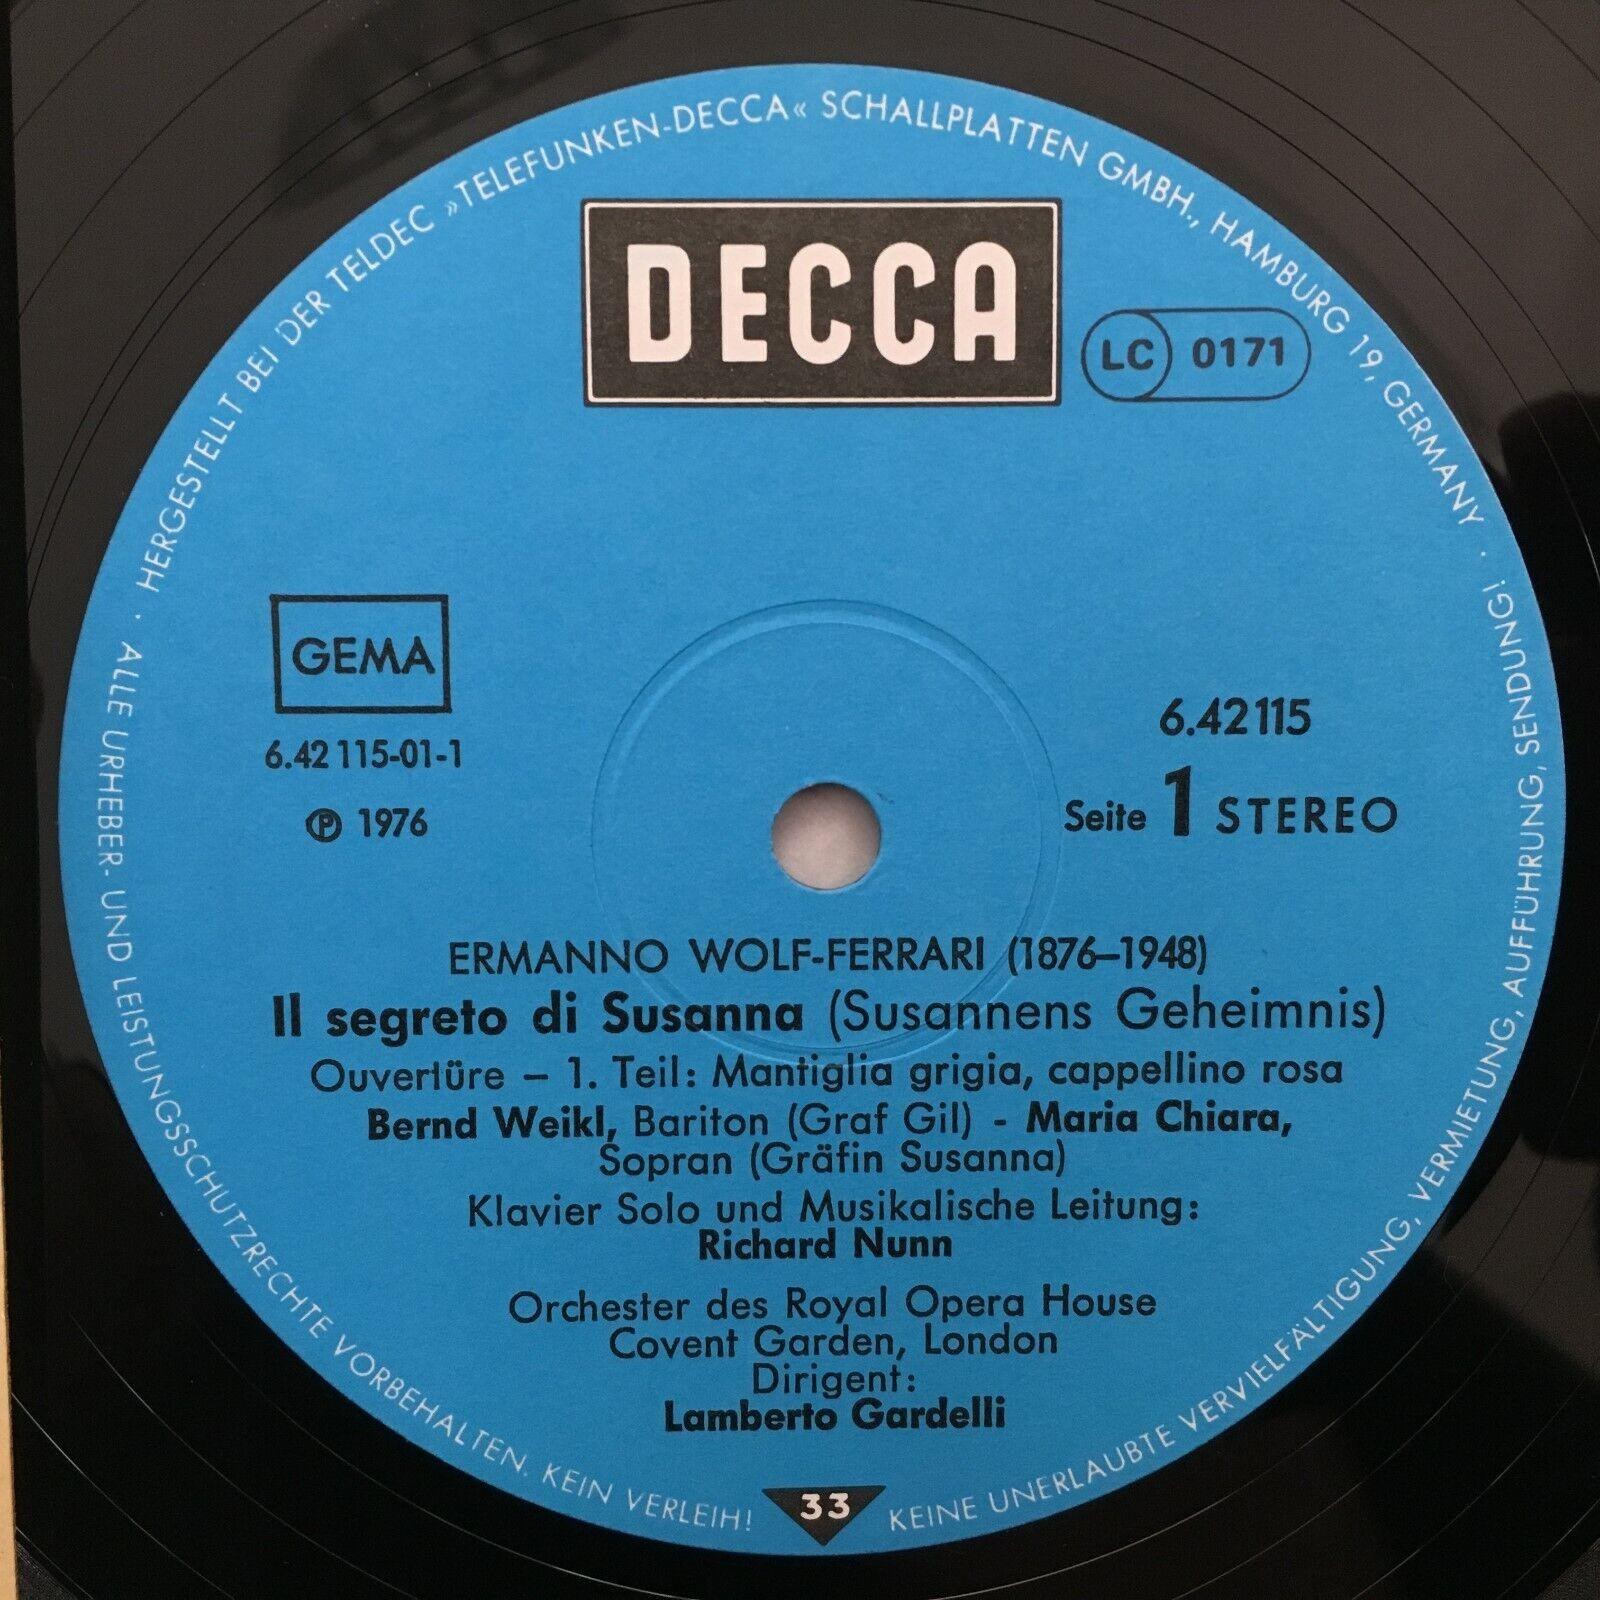 HERGESTELLT BEI DER TELDEC »TELEFUNKEN-DECCA« SCHALLPLATTEN GMBH., HAMBURG 19, GERMANY ·
DECCA
LC 0171
GEMA
6.42115-01-1
℗ 1976
6.42115
Seite 1 STEREO
ERMANNO WOLF-FERRARI (1876–1948)
Il segreto di Susanna (Susannens Geheimnis)
Ouvertüre – 1. Teil: Mantiglia grigia, cappellino rosa
Bernd Weikl, Bariton (Graf Gil) - Maria Chiara,
Sopran (Gräfin Susanna)
Klavier Solo und Musikalische Leitung:
Richard Nunn
Orchester des Royal Opera House
Covent Garden, London
Dirigent:
Lamberto Gardelli
33
· ALLE URHEBER- UND LEISTUNGSSCHUTZRECHTE VORBEHALTEN. KEIN VERLEIH! KEINE UNERLAUBTE VERVIELFÄLTIGUNG, VERMIETUNG, AUFFÜHRUNG, SENDUNG!